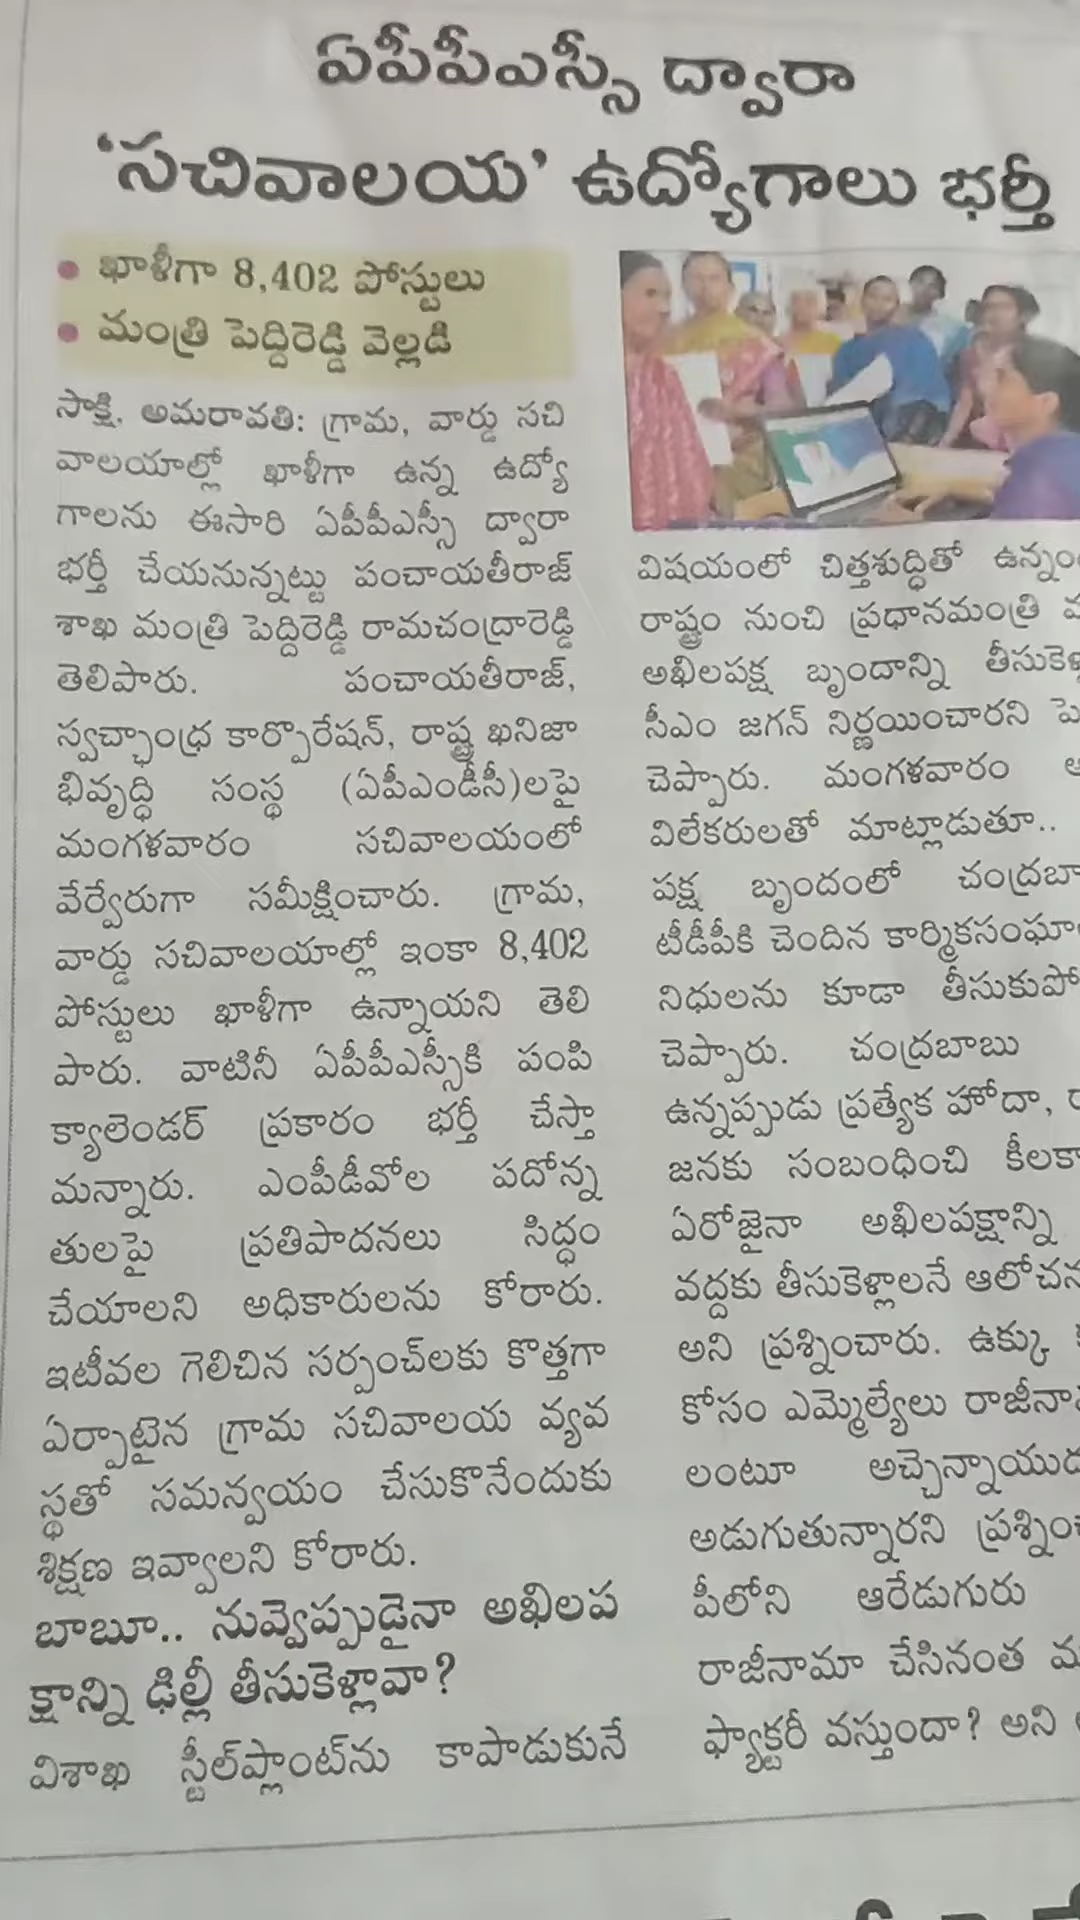 ఏపీపీఎస్సీ ద్వారా
‘సచివాలయ’ ఉద్యోగాలు భర్తీ
• ఖాళీగా 8,402 పోస్టులు
• మంత్రి పెద్దిరెడ్డి వెల్లడి
సాక్షి, అమరావతి: గ్రామ, వార్డు సచి
వాలయాల్లో ఖాళీగా ఉన్న ఉద్యో
గాలను ఈసారి ఏపీపీఎస్సీ ద్వారా
భర్తీ చేయనున్నట్టు పంచాయతీరాజ్
శాఖ మంత్రి పెద్దిరెడ్డి రామచంద్రారెడ్డి
తెలిపారు. పంచాయతీరాజ్,
స్వచ్ఛాంధ్ర కార్పొరేషన్, రాష్ట్ర ఖనిజా
భివృద్ధి సంస్థ (ఏపీఎండీసీ)లపై
మంగళవారం సచివాలయంలో
వేర్వేరుగా సమీక్షించారు. గ్రామ,
వార్డు సచివాలయాల్లో ఇంకా 8,402
పోస్టులు ఖాళీగా ఉన్నాయని తెలి
పారు. వాటినీ ఏపీపీఎస్సీకి పంపి
క్యాలెండర్ ప్రకారం భర్తీ చేస్తా
మన్నారు. ఎంపీడీవోల పదోన్న
తులపై ప్రతిపాదనలు సిద్ధం
చేయాలని అధికారులను కోరారు.
ఇటీవల గెలిచిన సర్పంచ్‌లకు కొత్తగా
ఏర్పాటైన గ్రామ సచివాలయ వ్యవ
స్థతో సమన్వయం చేసుకొనేందుకు
శిక్షణ ఇవ్వాలని కోరారు.
బాబూ.. నువ్వెప్పుడైనా అఖిలప
క్షాన్ని ఢిల్లీ తీసుకెళ్లావా?
విశాఖ స్టీల్‌ప్లాంట్‌ను కాపాడుకునే
విషయంలో చిత్తశుద్ధితో
రాష్ట్రం నుంచి ప్రధానమంత్రి
అఖిలపక్ష బృందాన్ని
సీఎం జగన్ నిర్ణయించారని
చెప్పారు. మంగళవారం
విలేకరులతో మాట్లాడుతూ..
పక్ష బృందంలో
టీడీపీకి చెందిన
నిధులను కూడా
చెప్పారు. చంద్రబాబు
ఉన్నప్పుడు ప్రత్యేక హోదా,
జనకు సంబంధించి
ఏరోజైనా అఖిలపక్షాన్ని
వద్దకు తీసుకెళ్లాలనే
అని ప్రశ్నించారు. ఉక్కు
కోసం ఎమ్మెల్యేలు
లంటూ
అడుగుతున్నారని
పీలోని ఆరేడుగురు
రాజీనామా చేసినంత
ఫ్యాక్టరీ వస్తుందా? అని